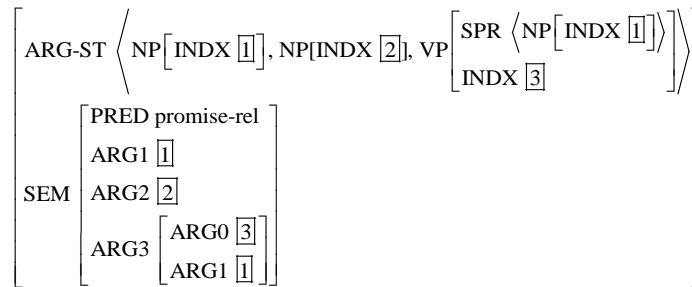 ARG-ST ⟨NP[INDX 1], NP[INDX 2], VP[SPR ⟨NP[INDX 1]⟩
INDX 3]⟩
SEM [PRED promise-rel
ARG1 1
ARG2 2
ARG3 [ARG0 3
ARG1 1]]